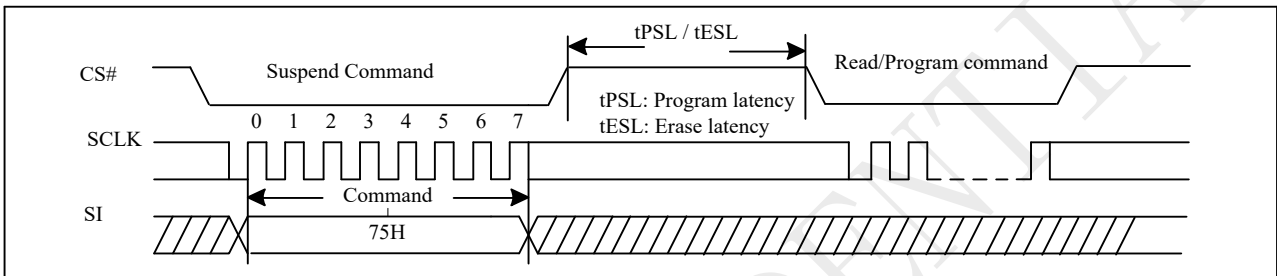 tPSL / tESL
CS#
Suspend Command
Read/Program command
tPSL: Program latency
tESL: Erase latency
0 1 2 3 4 5 6 7
SCLK
Command
SI
75H